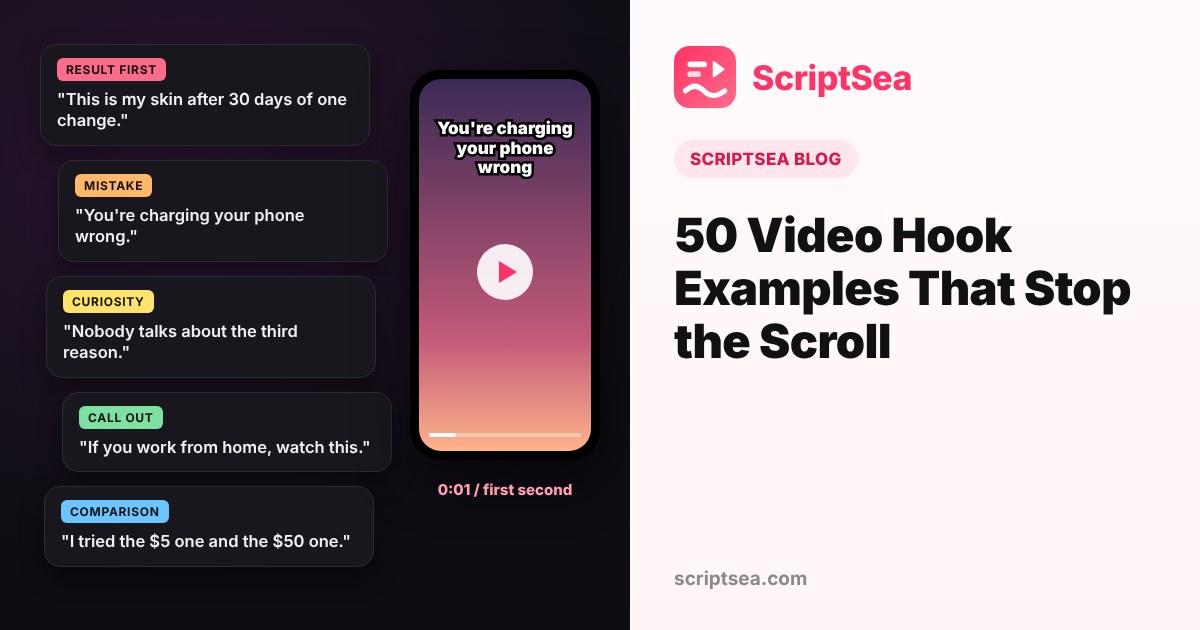 RESULT FIRST
"This is my skin after 30 days of one
change."
MISTAKE
"You're charging your phone
wrong."
CURIOSITY
"Nobody talks about the third
reason."
CALL OUT
"If you work from home, watch this."
COMPARISON
"I tried the $5 one and the $50 one."
You're charging
your phone
wrong
0:01 / first second
ScriptSea
SCRIPTSEA BLOG
50 Video Hook
Examples That Stop
the Scroll
scriptsea.com